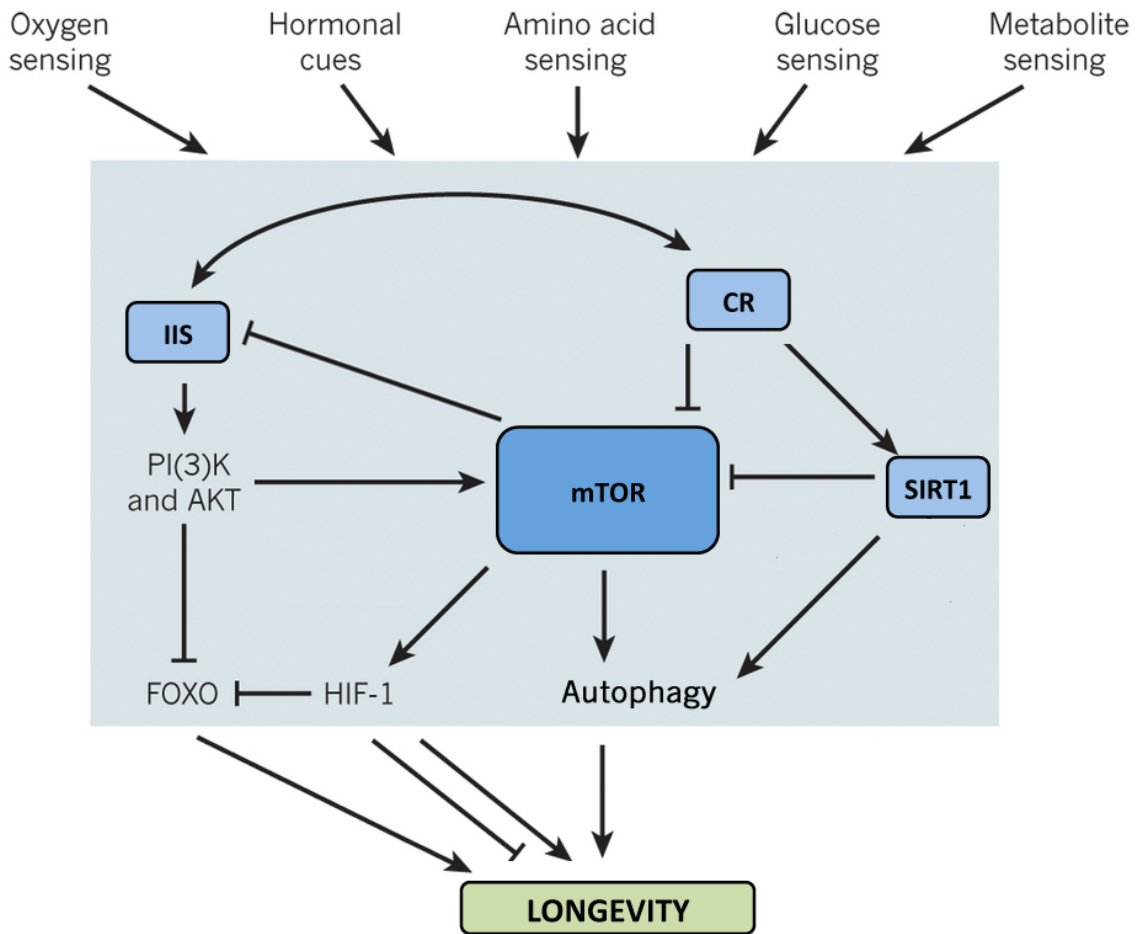 Oxygen
sensing
Hormonal
cues
Amino acid
sensing
Glucose
sensing
Metabolite
sensing
CR
IIS
PI(3)K
and AKT
mTOR
SIRT1
FOXO
HIF-1
Autophagy
LONGEVITY